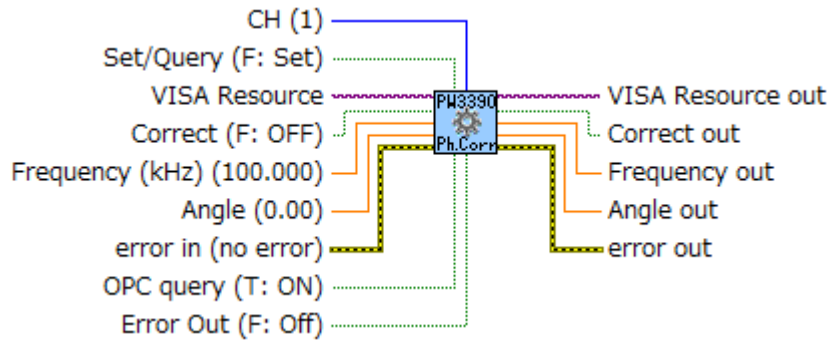 CH (1)
Set/Query (F: Set)
VISA Resource
PW3390
VISA Resource out
Correct (F: OFF)
Correct out
Ph.Corr
Frequency (kHz) (100.000)
Frequency out
Angle (0.00)
Angle out
error in (no error)
error out
OPC query (T: ON)
Error Out (F: Off)